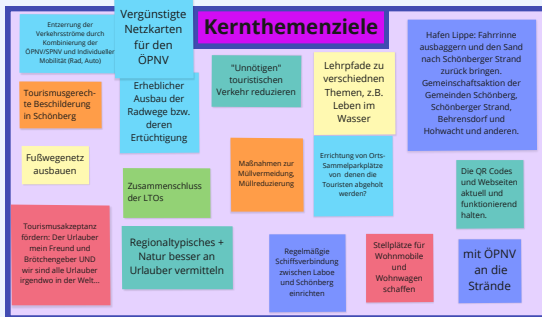 Kernthemenziele
Entzerrung der
Verkehrsströme durch
Kombinierung der
ÖPNV/SPNV und Individueller
Mobilität (Rad, Auto)
Vergünstigte
Netzkarten
für den
ÖPNV
"Unnötigen"
touristischen
Verkehr reduzieren
Lehrpfade zu
verschiednen
Themen, z.B.
Leben im
Wasser
Hafen Lippe: Fahrrinne
ausbaggern und den Sand
nach Schönberger Strand
zurück bringen.
Gemeinschaftsaktion der
Gemeinden Schönberg,
Schönberger Strand,
Behrensdorf und
Hohwacht und anderen.
Tourismusgerech-
te Beschilderung
in Schönberg
Erheblicher
Ausbau der
Radwege bzw.
deren
Ertüchtigung
Fußwegenetz
ausbauen
Zusammenschluss
der LTOs
Maßnahmen zur
Müllvermeidung,
Müllreduzierung
Errichtung von Orts-
Sammelparkplätze
von denen die
Touristen abgeholt
werden?
Die QR Codes
und Webseiten
aktuell und
funktionierend
halten.
Tourismusakzeptanz
fördern: Der Urlauber
mein Freund und
Brötchengeber UND
wir sind alle Urlauber
irgendwo in der Welt...
Regionaltypisches +
Natur besser an
Urlauber vermitteln
Regelmäßgie
Schiffsverbindung
zwischen Laboe
und Schönberg
einrichten
Stellplätze für
Wohnmobile
und
Wohnwagen
schaffen
mit ÖPNV
an die
Strände